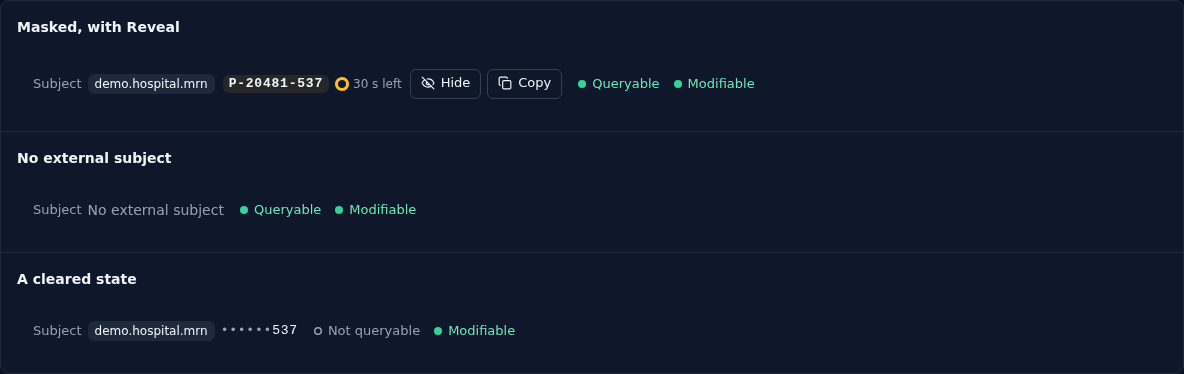 Masked, with Reveal
Subject demo.hospital.mrn P-20481-537 30 s left Hide Copy Queryable Modifiable
No external subject
Subject No external subject Queryable Modifiable
A cleared state
Subject demo.hospital.mrn ••••••537 Not queryable Modifiable